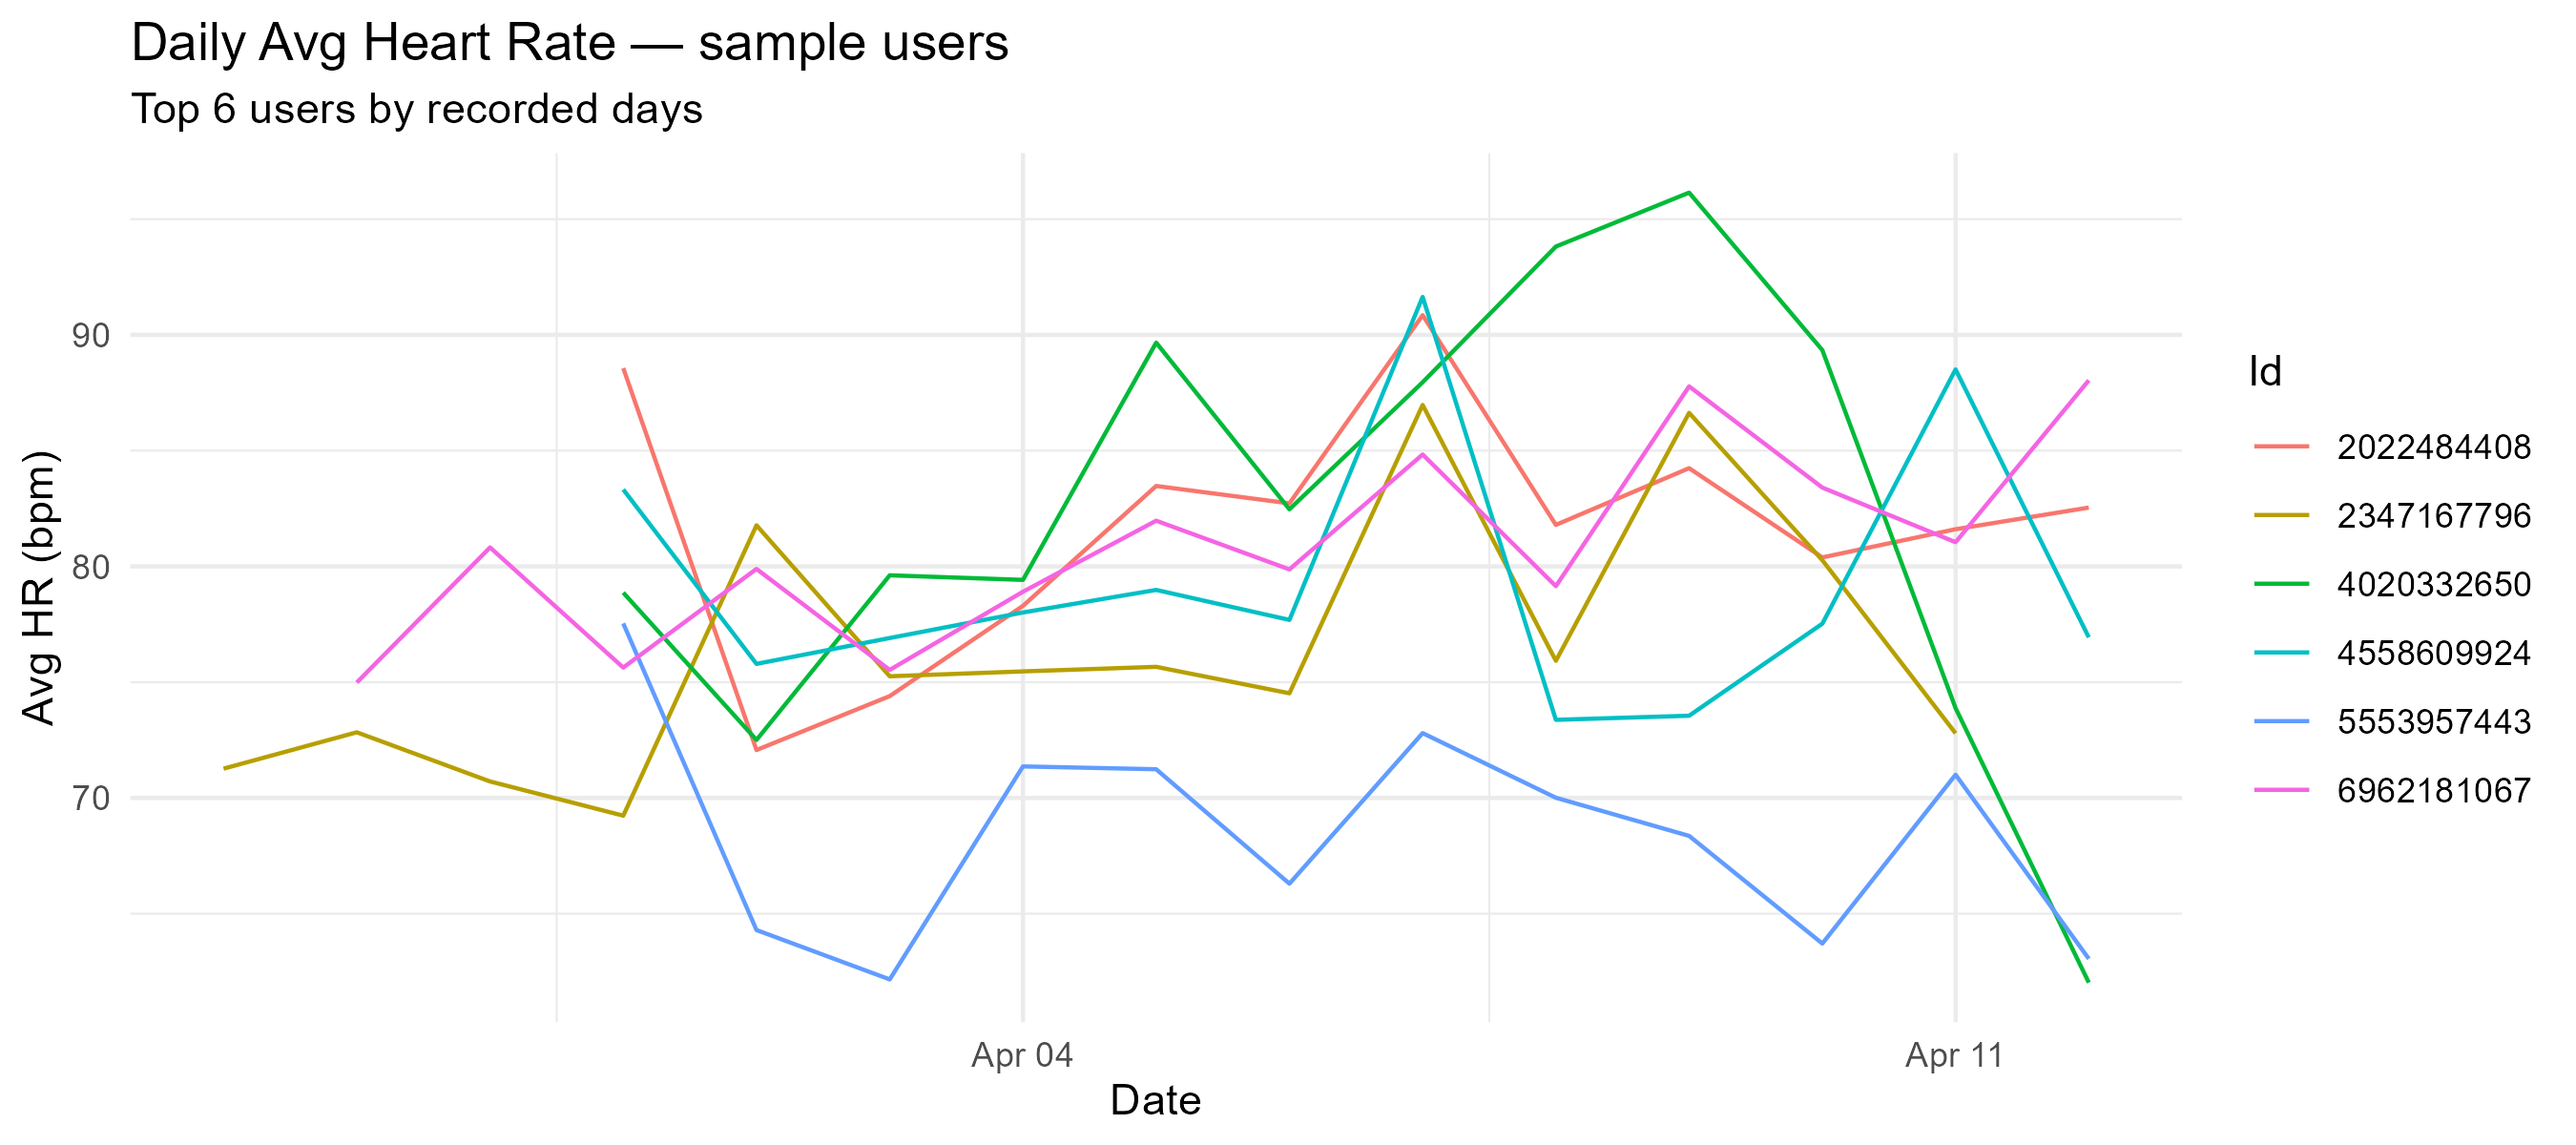 Daily Avg Heart Rate — sample users
Top 6 users by recorded days
Avg HR (bpm)
90
80
70
Apr 04
Apr 11
Date
Id
2022484408
2347167796
4020332650
4558609924
5553957443
6962181067